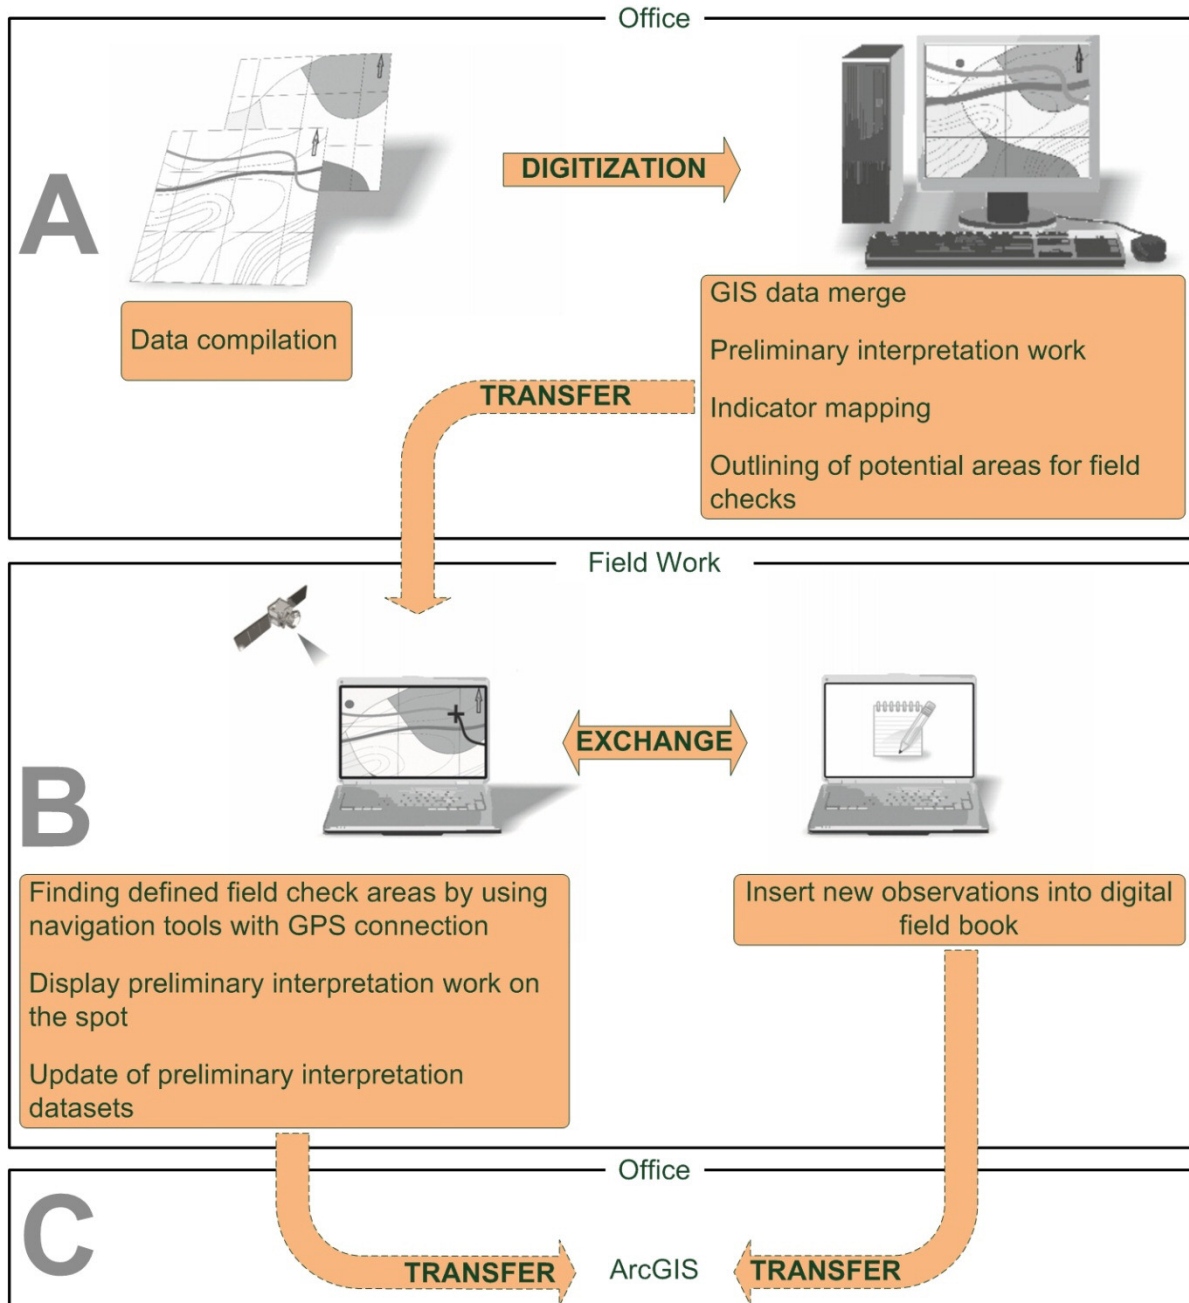 Office
A
DIGITIZATION
Data compilation
GIS data merge
Preliminary interpretation work
Indicator mapping
Outlining of potential areas for field
checks
TRANSFER
Field Work
B
EXCHANGE
Finding defined field check areas by using
navigation tools with GPS connection
Display preliminary interpretation work on
the spot
Update of preliminary interpretation
datasets
Insert new observations into digital
field book
Office
C
TRANSFER
ArcGIS
TRANSFER